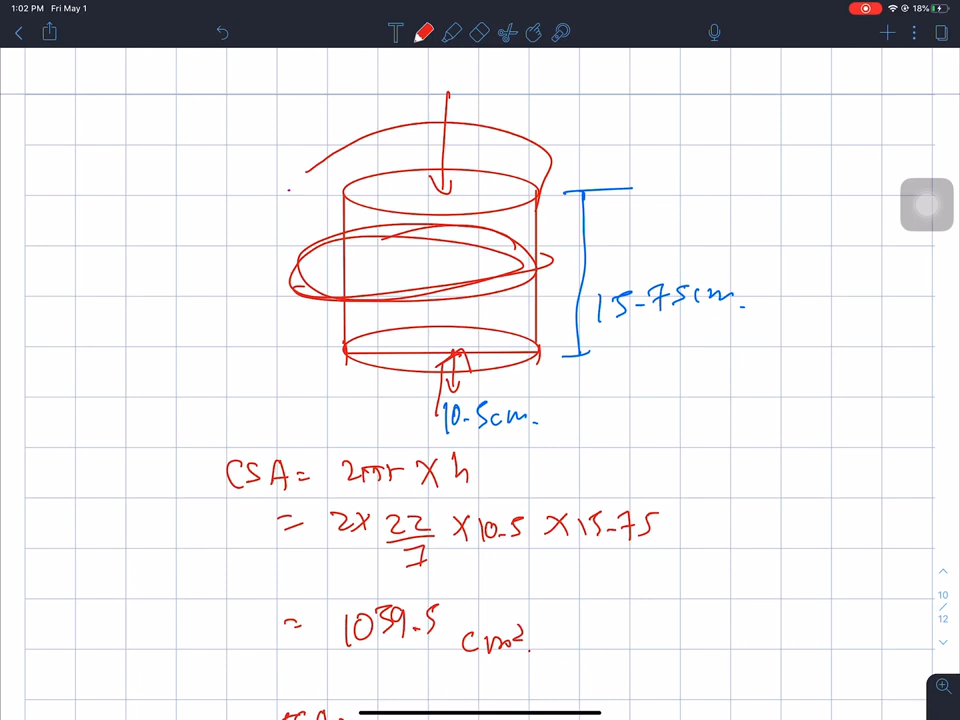 1:02 PM Fri May 1
18%
T
15.75cm.
10.5cm.
CSA= 2πr × h
= 2× 22/7 ×10.5 ×15.75
= 1039.5 cm².
10
/
12